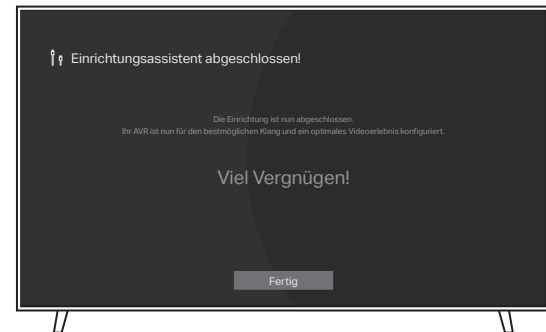 Einrichtungsassistent abgeschlossen!
Die Einrichtung ist nun abgeschlossen.
Ihr AVR ist nun für den bestmöglichen Klang und ein optimales Videoerlebnis konfiguriert.
Viel Vergnügen!
Fertig